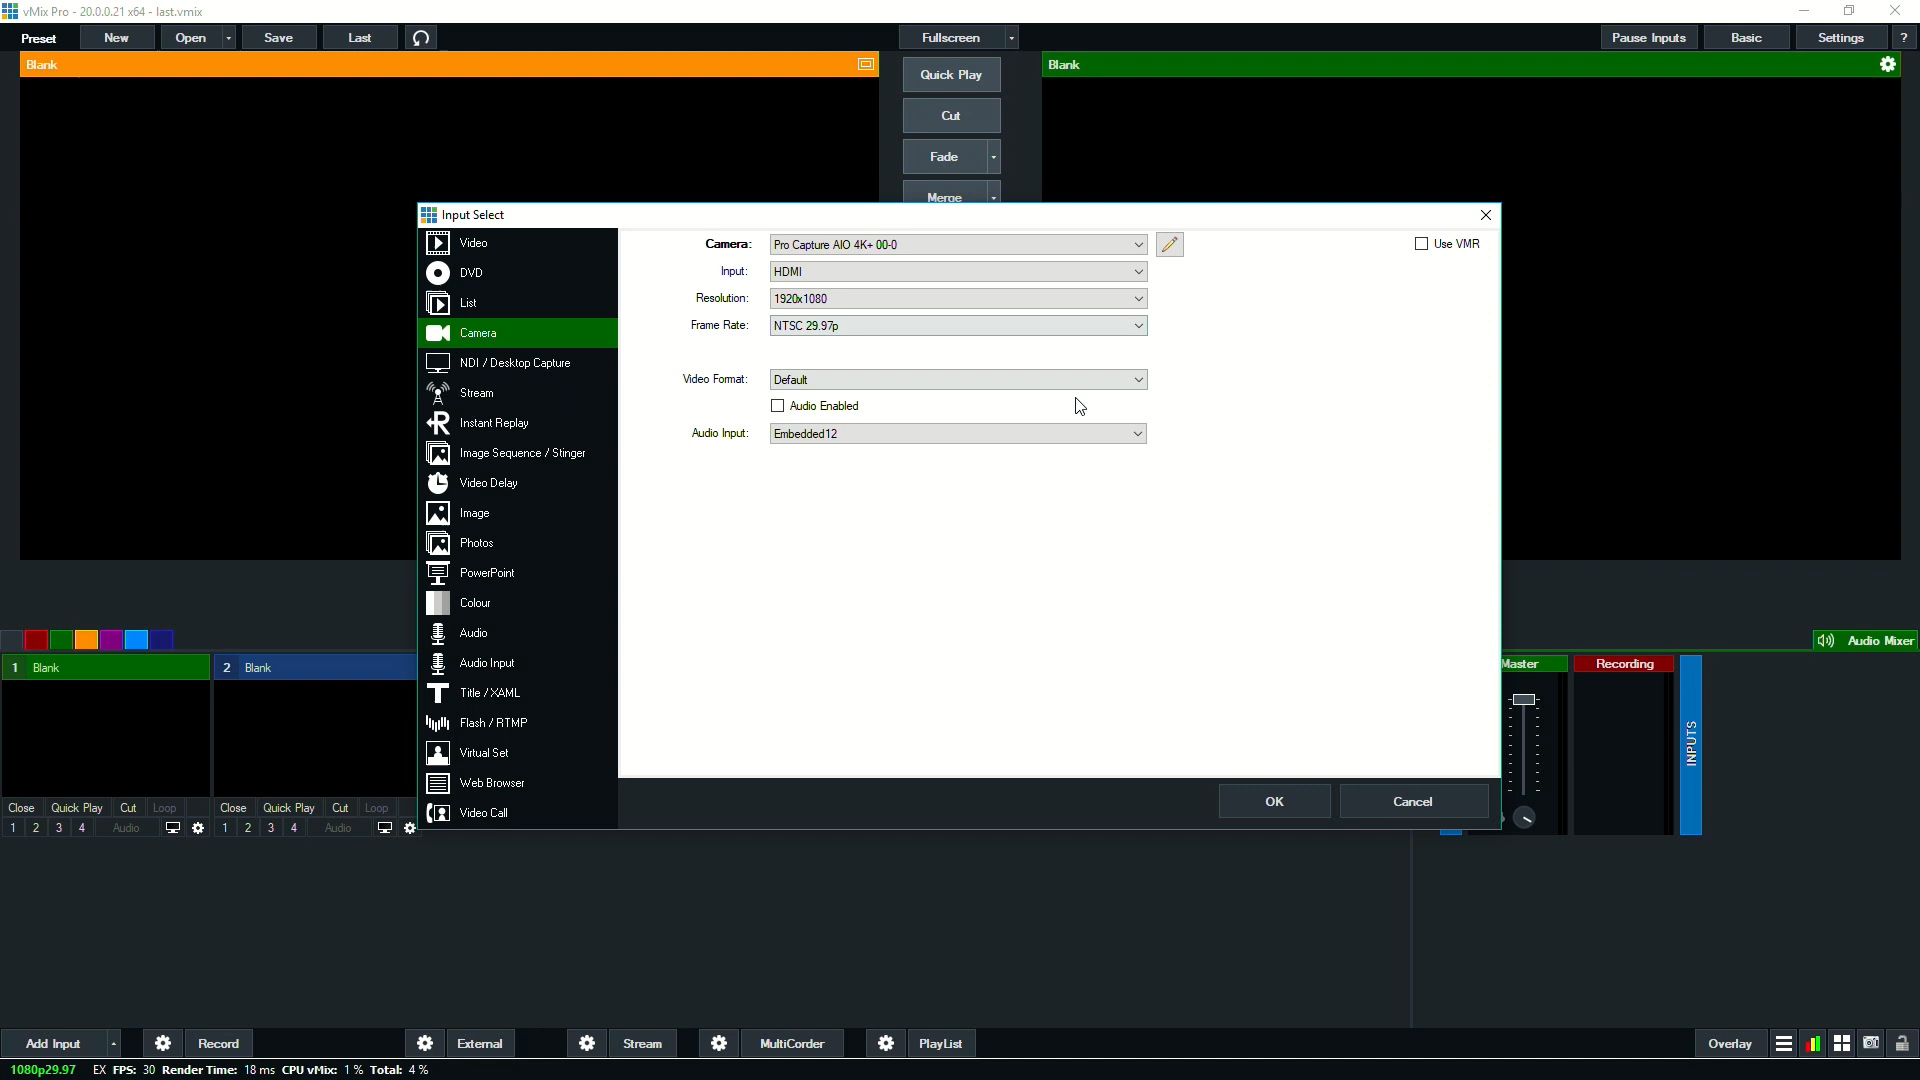 vMix Pro - 20.0.0.21 x64 - last.vmix
Preset New Open Save Last Fullscreen Pause Inputs Basic Settings ?
Blank
Quick Play
Cut
Fade
Merge
Blank
Input Select
Video
DVD
List
Camera
NDI / Desktop Capture
Stream
Instant Replay
Image Sequence / Stinger
Video Delay
Image
Photos
PowerPoint
Colour
Audio
Audio Input
Title / XAML
Flash / RTMP
Virtual Set
Web Browser
Video Call
Camera: Pro Capture AIO 4K+ 00-0
Use VMR
Input: HDMI
Resolution: 1920x1080
Frame Rate: NTSC 29.97p
Video Format: Default
Audio Enabled
Audio Input: Embedded12
OK Cancel
Audio Mixer
1 Blank
2 Blank
Master
Recording
INPUTS
Close Quick Play Cut Loop
1 2 3 4 Audio
Close Quick Play Cut Loop
1 2 3 4 Audio
Add Input Record External Stream MultiCorder PlayList Overlay
1080p29.97 EX FPS: 30 Render Time: 18 ms CPU vMix: 1 % Total: 4 %